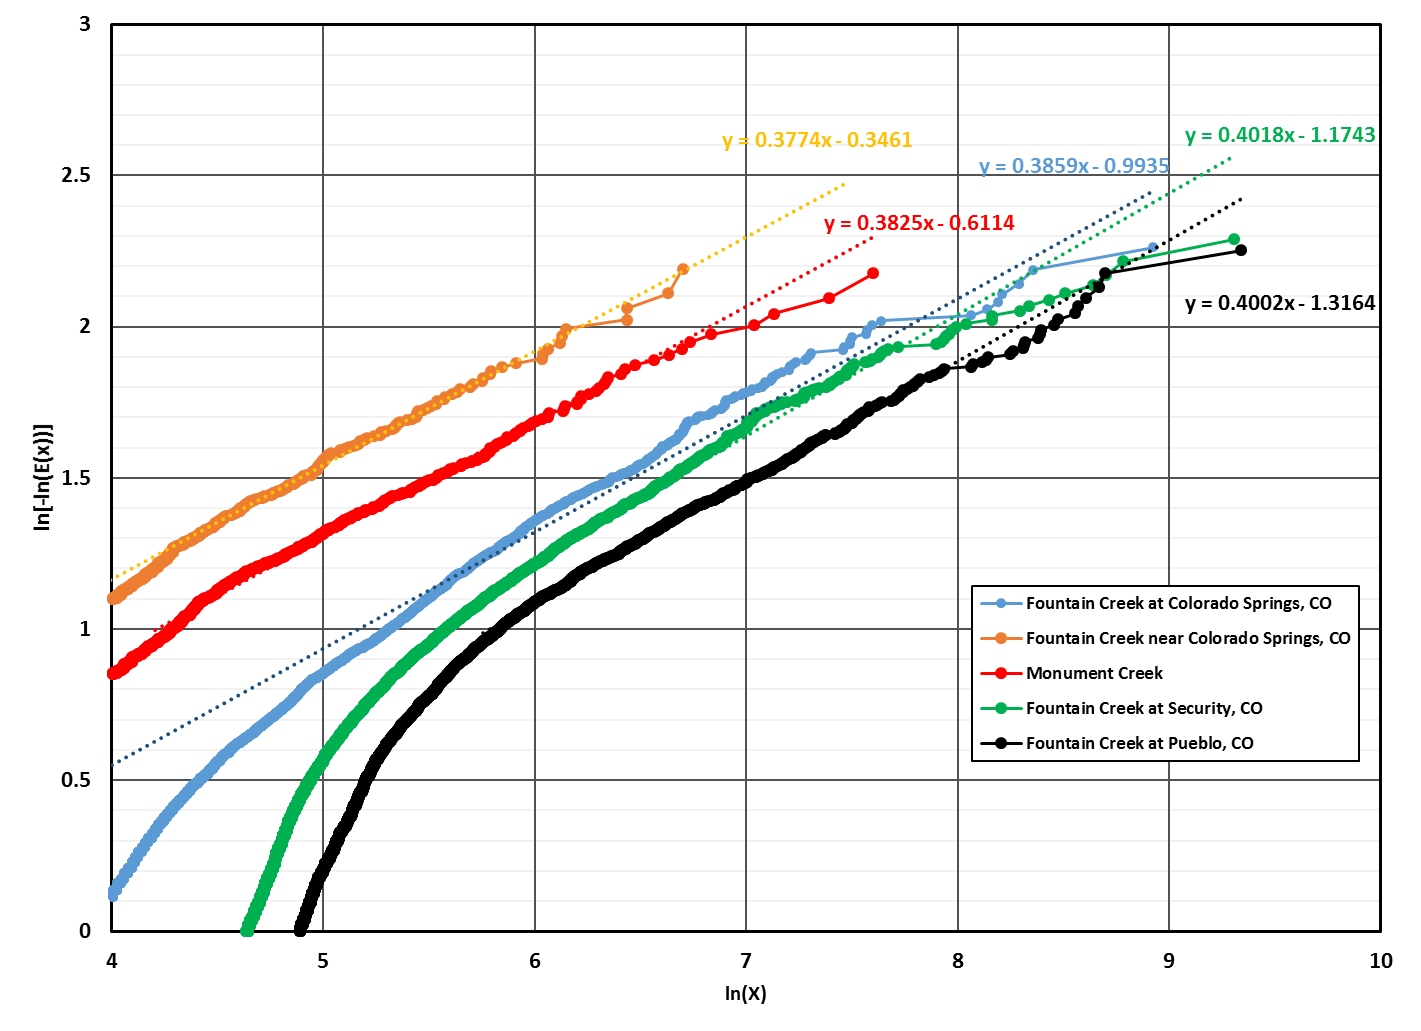 3
2.5
2
1.5
1
0.5
0
ln[-ln(E(x))]
y = 0.3774x - 0.3461
y = 0.4018x - 1.1743
y = 0.3859x - 0.9935
y = 0.3825x - 0.6114
y = 0.4002x - 1.3164
Fountain Creek at Colorado Springs, CO
Fountain Creek near Colorado Springs, CO
Monument Creek
Fountain Creek at Security, CO
Fountain Creek at Pueblo, CO
4 5 6 7 8 9 10
ln(X)